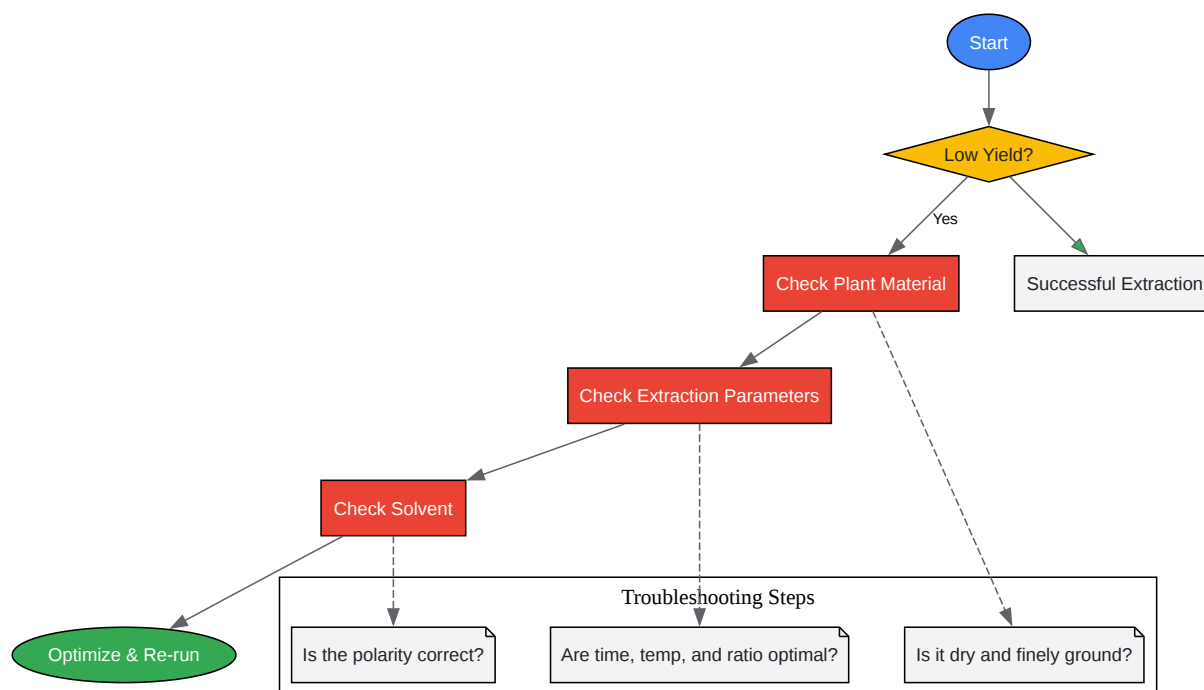 Start
Low Yield?
Yes
Check Plant Material
Successful Extraction
Check Extraction Parameters
Check Solvent
Troubleshooting Steps
Optimize & Re-run
Is the polarity correct?
Are time, temp, and ratio optimal?
Is it dry and finely ground?